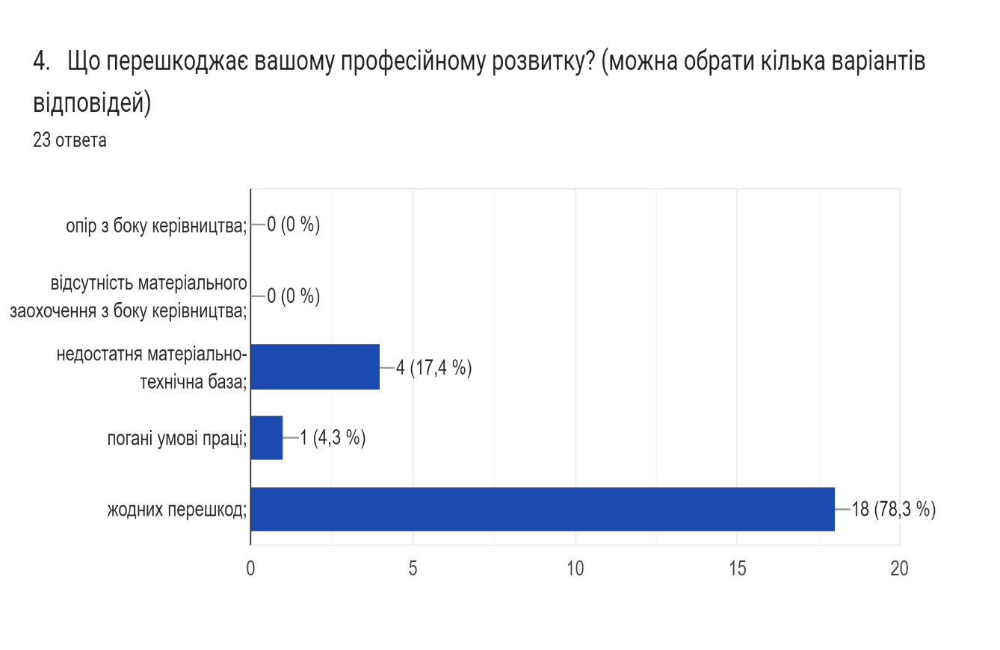 4.   Що перешкоджає вашому професійному розвитку? (можна обрати кілька варіантів
відповідей)
23 ответа
опір з боку керівництва;
0 (0 %)
відсутність матеріального
заохочення з боку керівництва;
0 (0 %)
недостатня матеріально-
технічна база;
4 (17,4 %)
погані умові праці;
1 (4,3 %)
жодних перешкод;
18 (78,3 %)
0 5 10 15 20